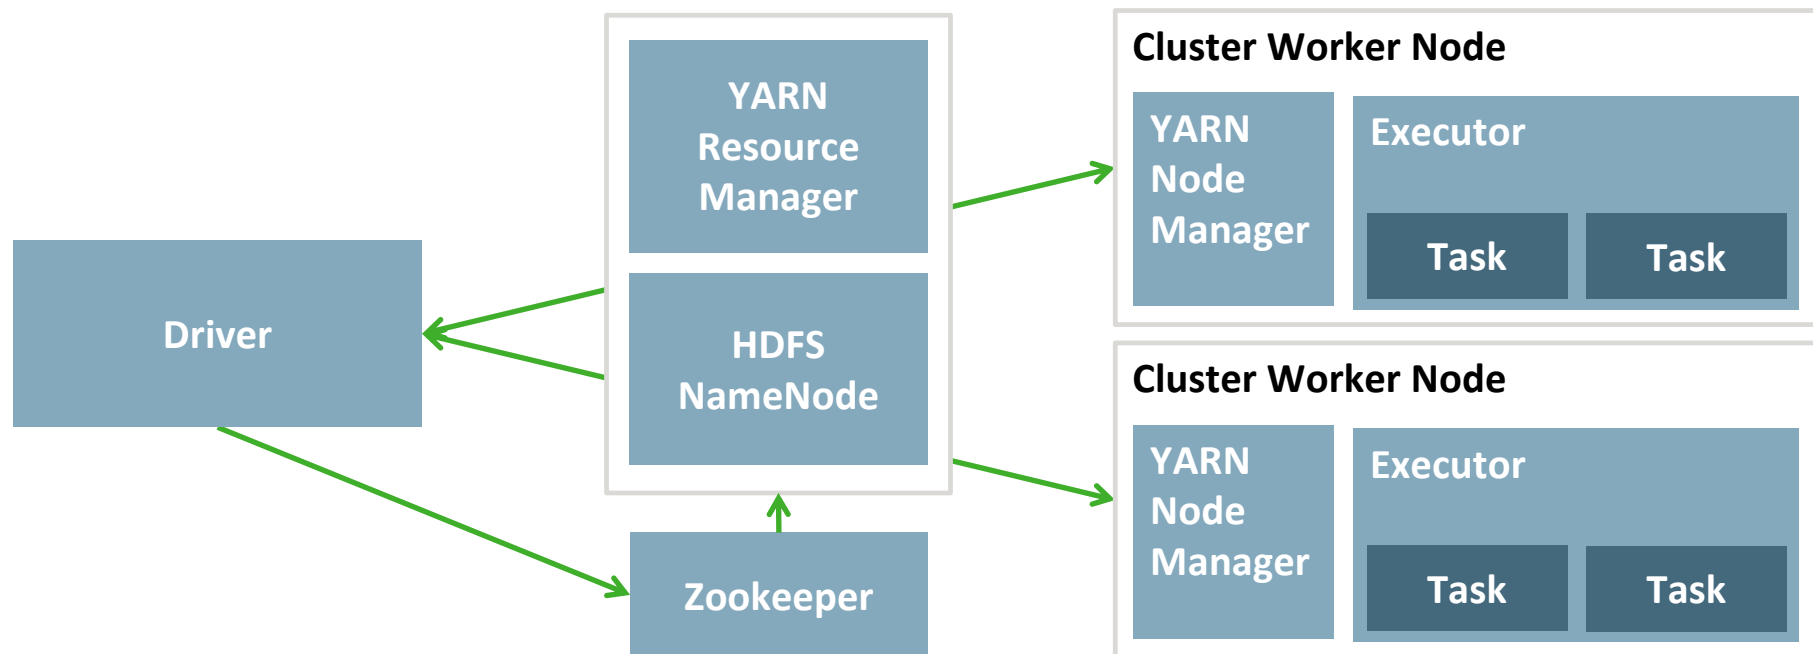 Driver
YARN
Resource
Manager
HDFS
NameNode
Zookeeper
Cluster Worker Node
YARN
Node
Manager
Executor
Task
Task
Cluster Worker Node
YARN
Node
Manager
Executor
Task
Task